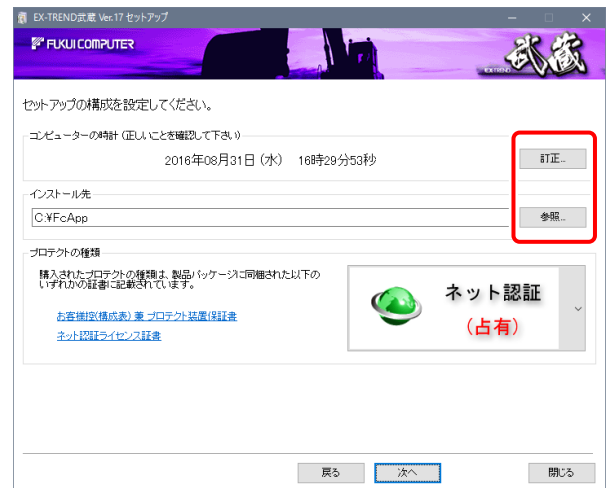 EX-TREND武蔵 Ver.17 セットアップ
FUKUI COMPUTER
EXTREND 武蔵
セットアップの構成を設定してください。
コンピューターの時計 (正しいことを確認して下さい)
2016年08月31日 (水) 16時29分53秒
訂正...
インストール先
C:¥FcApp
参照...
プロテクトの種類
購入されたプロテクトの種類は、製品パッケージに同梱された以下の
いずれかの証書に記載されています。
お客様控(構成表) 兼 プロテクト装置保証書
ネット認証ライセンス証書
ネット認証
(占有)
戻る
次へ
閉じる